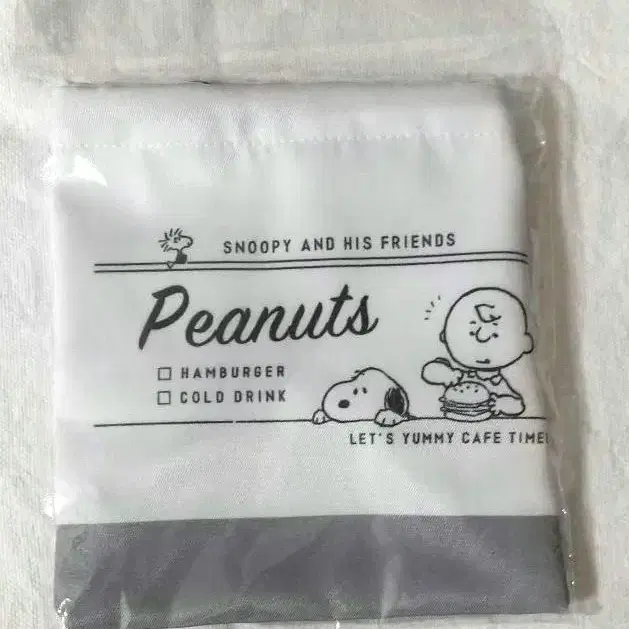 SNOOPY AND HIS FRIENDS
Peanuts
HAMBURGER
COLD DRINK
LET'S YUMMY CAFE TIME!